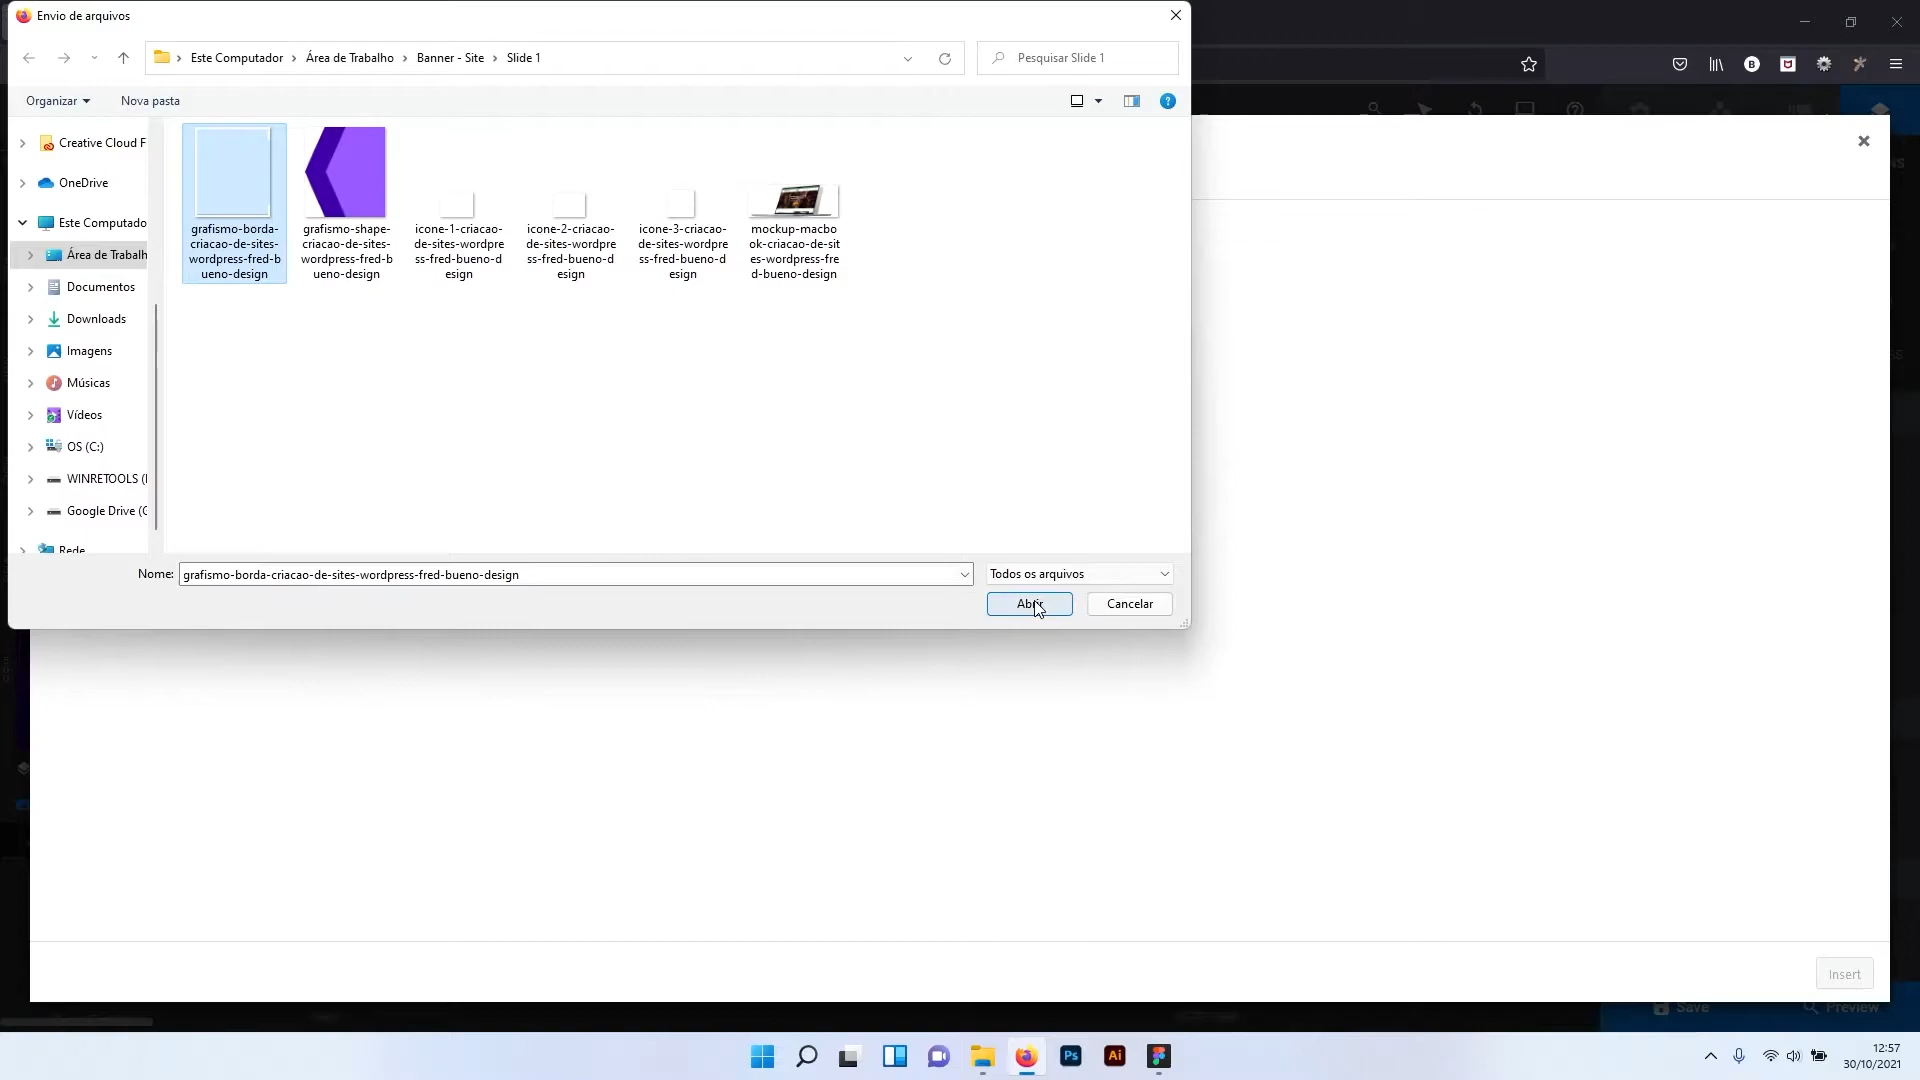 Envio de arquivos
Este Computador
Área de Trabalho
Banner - Site
Slide 1
Pesquisar Slide 1
Organizar
Nova pasta
Creative Cloud F
OneDrive
Este Computado
Área de Trabalh
Documentos
Downloads
Imagens
Músicas
Vídeos
OS (C:)
WINRETOOLS (
Google Drive (G
Rede
grafismo-borda-
criacao-de-sites-
wordpress-fred-b
ueno-design
grafismo-shape-
criacao-de-sites-
wordpress-fred-b
ueno-design
icone-1-criacao-
de-sites-wordpre
ss-fred-bueno-d
esign
icone-2-criacao-
de-sites-wordpre
ss-fred-bueno-d
esign
icone-3-criacao-
de-sites-wordpre
ss-fred-bueno-d
esign
mockup-macbo
ok-criacao-de-sit
es-wordpress-fre
d-bueno-design
Nome:
grafismo-borda-criacao-de-sites-wordpress-fred-bueno-design
Todos os arquivos
Abrir
Cancelar
Insert
Save
Preview
Ps
Ai
12:57
30/10/2021